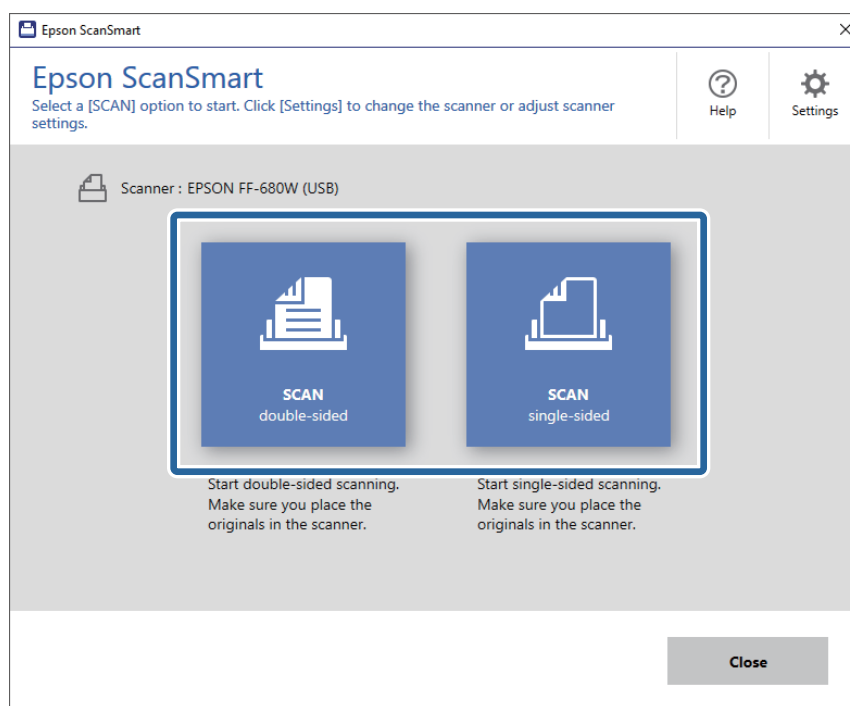 Epson ScanSmart
Epson ScanSmart
Select a [SCAN] option to start. Click [Settings] to change the scanner or adjust scanner
settings.
Help
Settings
Scanner : EPSON FF-680W (USB)
SCAN
double-sided
SCAN
single-sided
Start double-sided scanning.
Make sure you place the
originals in the scanner.
Start single-sided scanning.
Make sure you place the
originals in the scanner.
Close